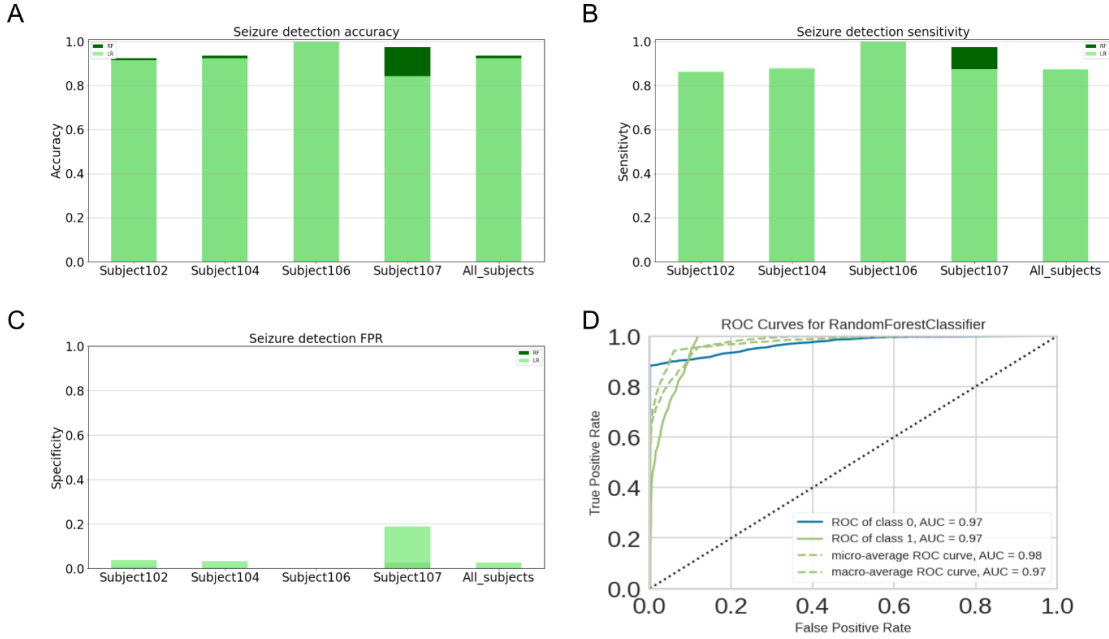 A
Seizure detection accuracy
RF
LR
Accuracy
1.0
0.8
0.6
0.4
0.2
0.0
Subject102 Subject104 Subject106 Subject107 All_subjects
B
Seizure detection sensitivity
RF
LR
Sensitivty
1.0
0.8
0.6
0.4
0.2
0.0
Subject102 Subject104 Subject106 Subject107 All_subjects
C
Seizure detection FPR
RF
LR
Specificity
1.0
0.8
0.6
0.4
0.2
0.0
Subject102 Subject104 Subject106 Subject107 All_subjects
D
ROC Curves for RandomForestClassifier
True Positive Rate
1.0
0.8
0.6
0.4
0.2
0.0
ROC of class 0, AUC = 0.97
ROC of class 1, AUC = 0.97
micro-average ROC curve, AUC = 0.98
macro-average ROC curve, AUC = 0.97
0.0 0.2 0.4 0.6 0.8 1.0
False Positive Rate